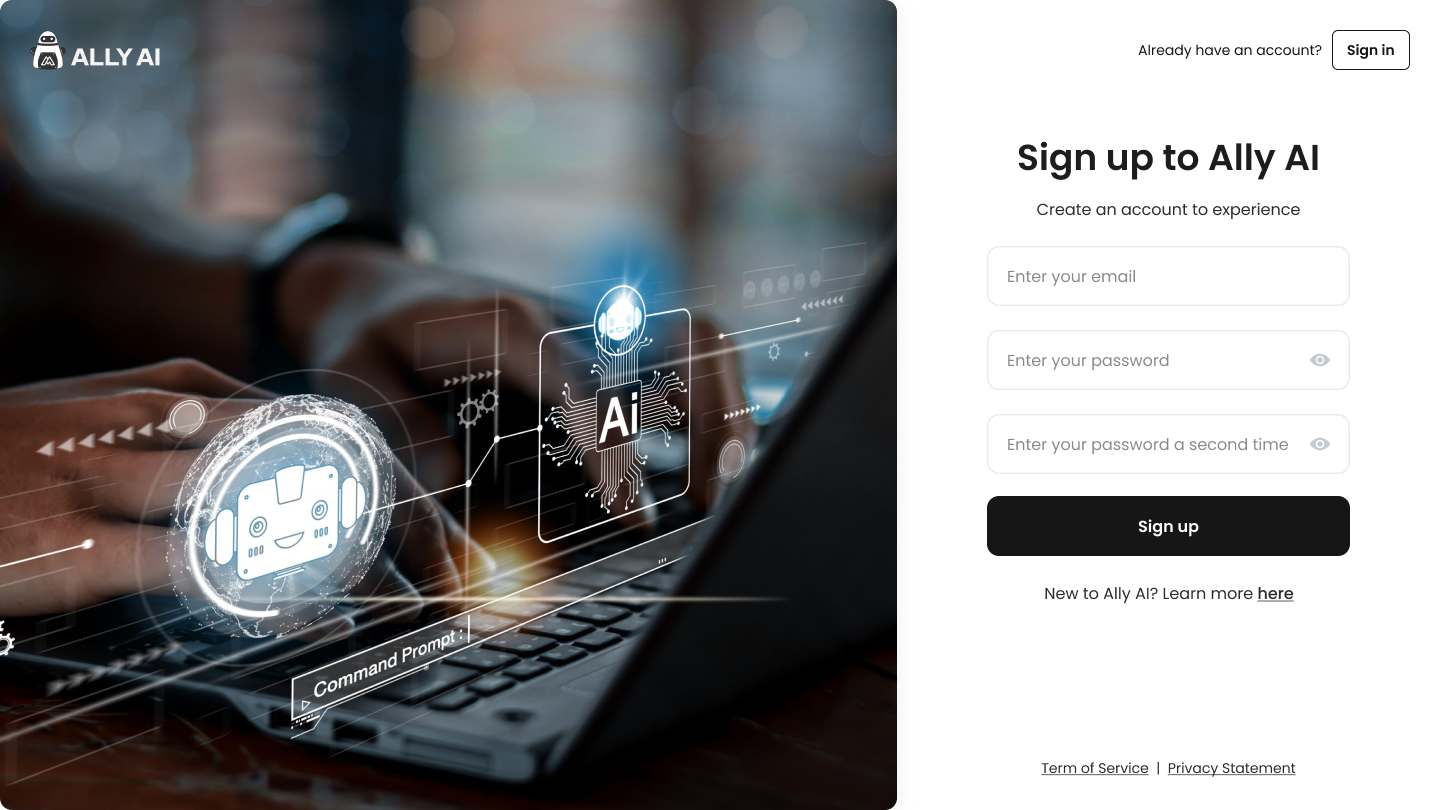 ALLY AI
Already have an account? Sign in
Sign up to Ally AI
Create an account to experience
Enter your email
Enter your password
Enter your password a second time
Sign up
New to Ally AI? Learn more here
Term of Service | Privacy Statement
Ai
Command Prompt :